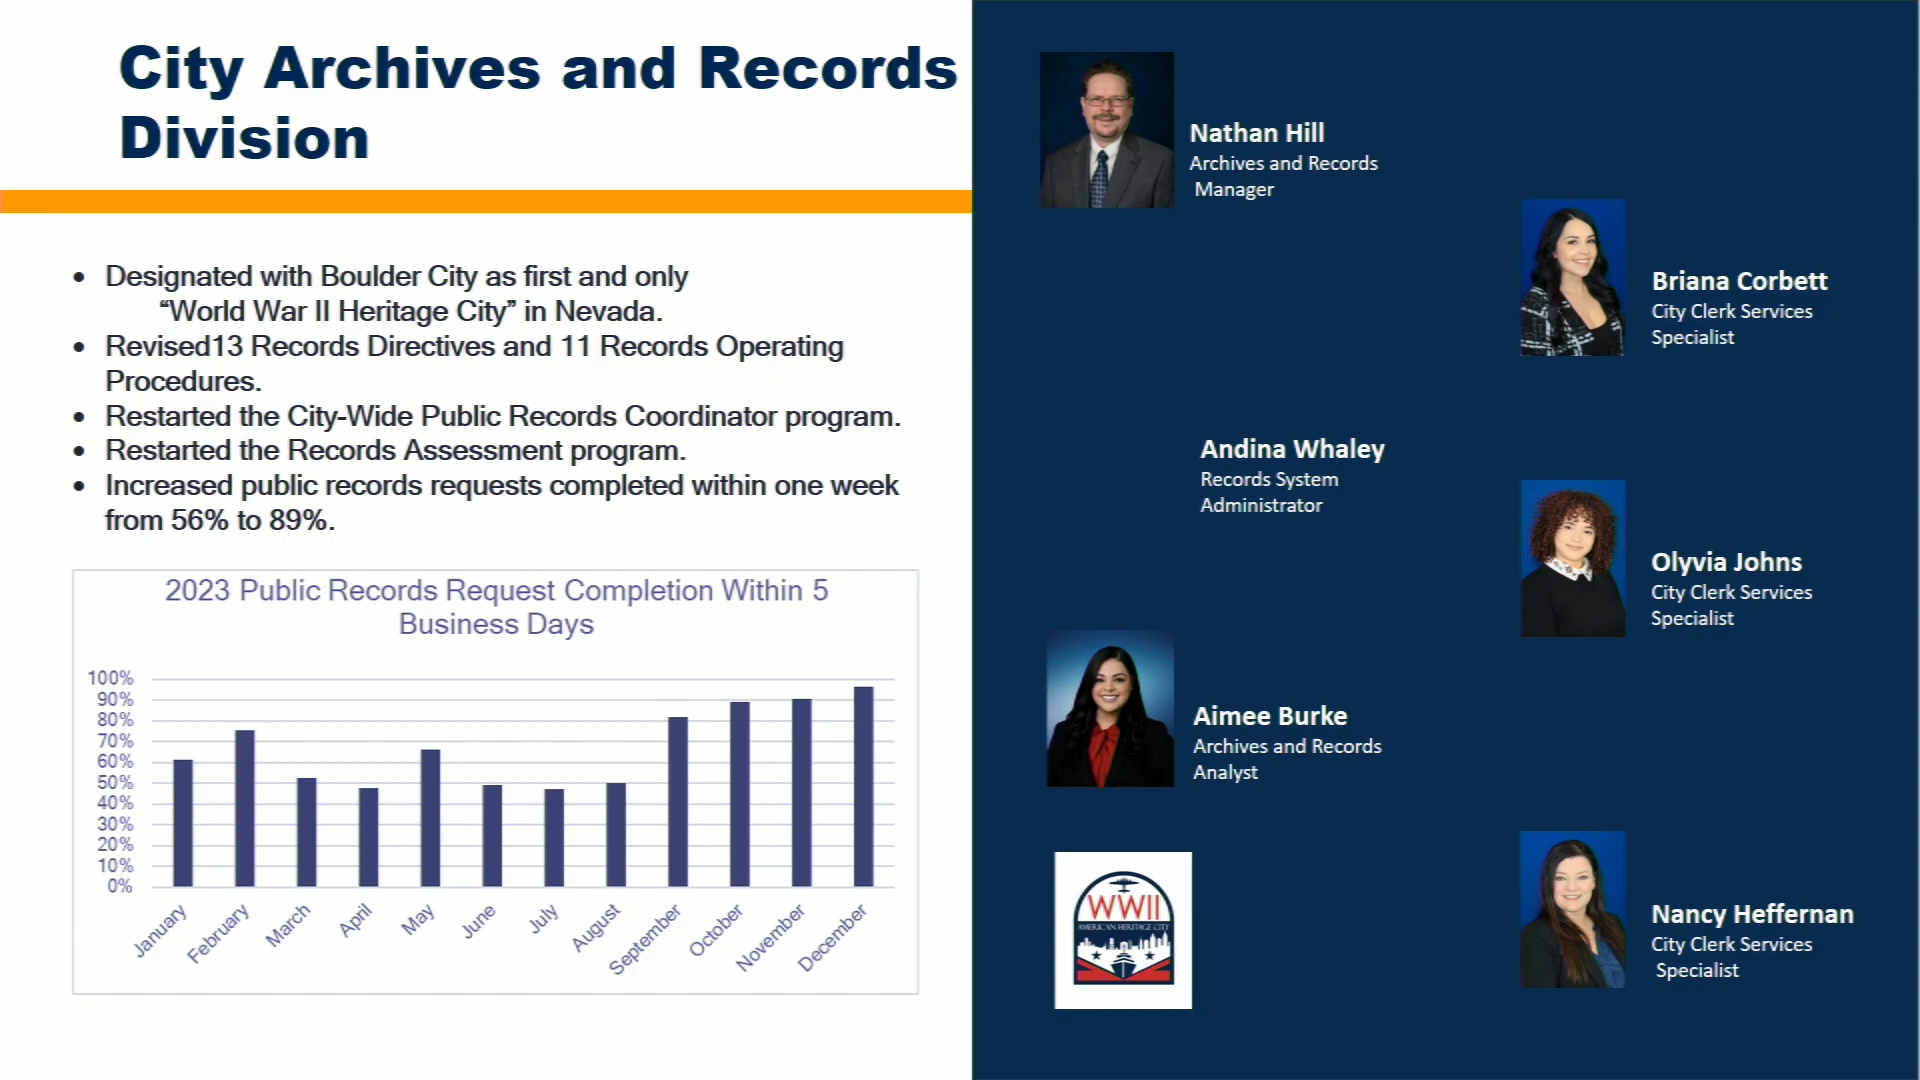 City Archives and Records
Division
• Designated with Boulder City as first and only
“World War II Heritage City” in Nevada.
• Revised13 Records Directives and 11 Records Operating
Procedures.
• Restarted the City-Wide Public Records Coordinator program.
• Restarted the Records Assessment program.
• Increased public records requests completed within one week
from 56% to 89%.
2023 Public Records Request Completion Within 5
Business Days
100%
90%
80%
70%
60%
50%
40%
30%
20%
10%
0%
January
February
March
April
May
June
July
August
September
October
November
December
Nathan Hill
Archives and Records
Manager
Briana Corbett
City Clerk Services
Specialist
Andina Whaley
Records System
Administrator
Olyvia Johns
City Clerk Services
Specialist
Aimee Burke
Archives and Records
Analyst
WWII
AMERICAN HERITAGE CITY
Nancy Heffernan
City Clerk Services
Specialist